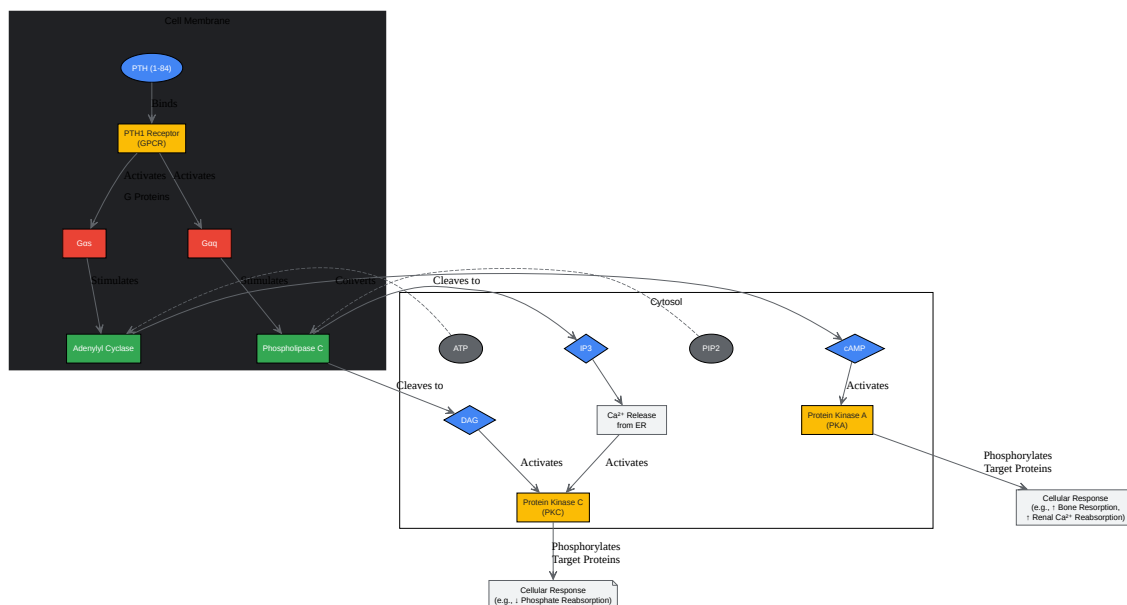 Cell Membrane
PTH (1-84)
Binds
PTH1 Receptor
(GPCR)
Activates
Activates
G Proteins
Gαs
Gαq
Stimulates
Stimulates
Converts
Cleaves to
Cytosol
Adenylyl Cyclase
Phospholipase C
ATP
IP3
PIP2
cAMP
Cleaves to
Activates
DAG
Ca²⁺ Release
from ER
Protein Kinase A
(PKA)
Activates
Activates
Phosphorylates
Target Proteins
Protein Kinase C
(PKC)
Cellular Response
(e.g., ↑ Bone Resorption,
↑ Renal Ca²⁺ Reabsorption)
Phosphorylates
Target Proteins
Cellular Response
(e.g., ↓ Phosphate Reabsorption)